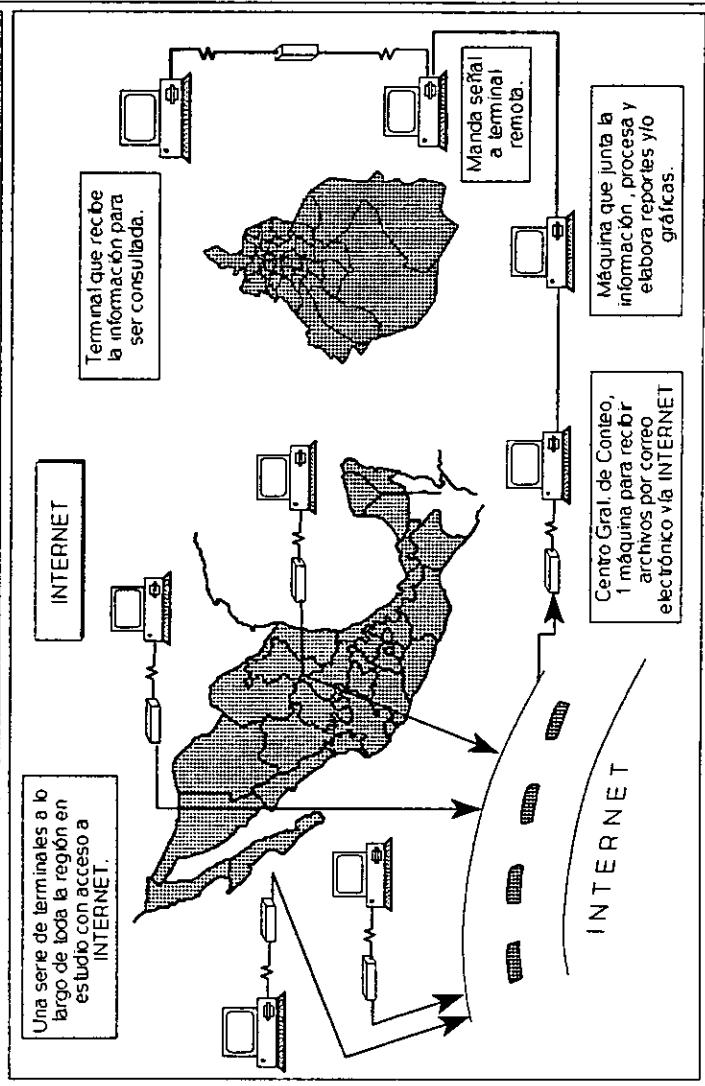 INTERNET
Una serie de terminales a lo
largo de toda la región en
estudio con acceso a
INTERNET.
Terminal que recibe
la información para
ser consultada.
Manda señal
a terminal
remota.
Máquina que junta la
información , procesa y
elabora reportes y/o
gráficas.
Centro Gral. de Conteo,
1 máquina para recibir
archivos por correo
electrónico vía INTERNET
INTERNET